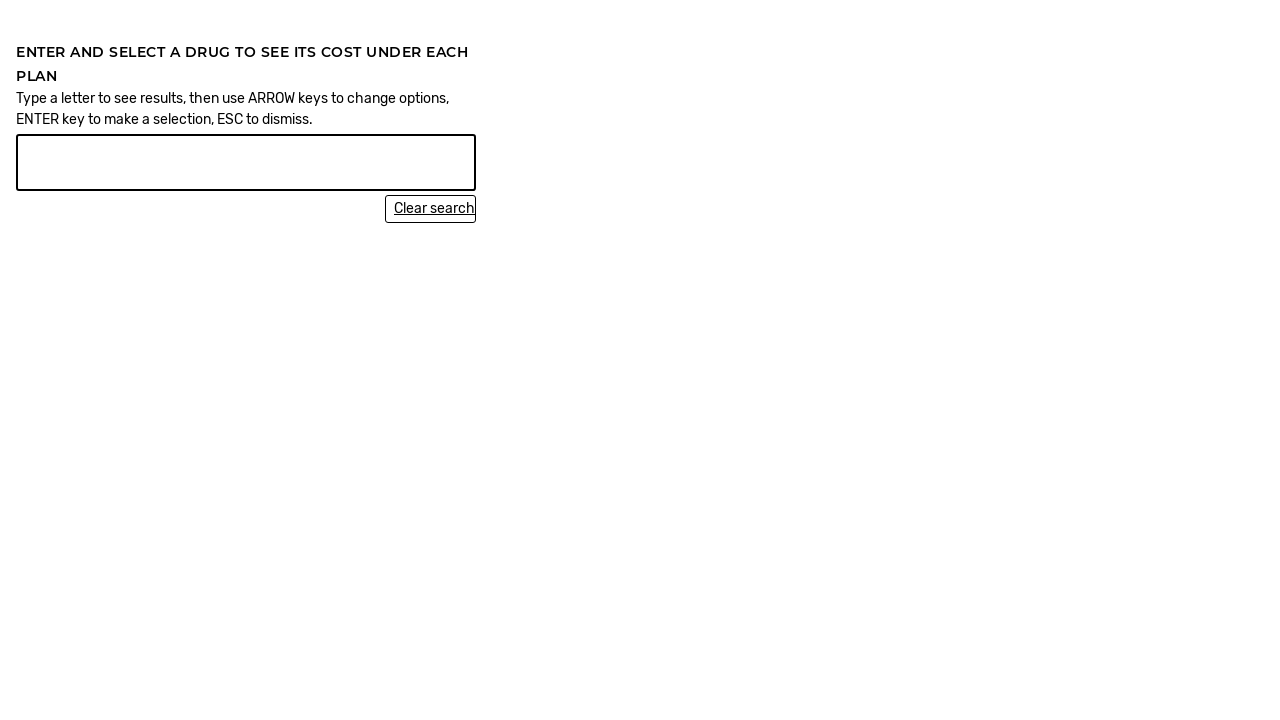 ENTER AND SELECT A DRUG TO SEE ITS COST UNDER EACH
PLAN
Type a letter to see results, then use ARROW keys to change options,
ENTER key to make a selection, ESC to dismiss.
Clear search